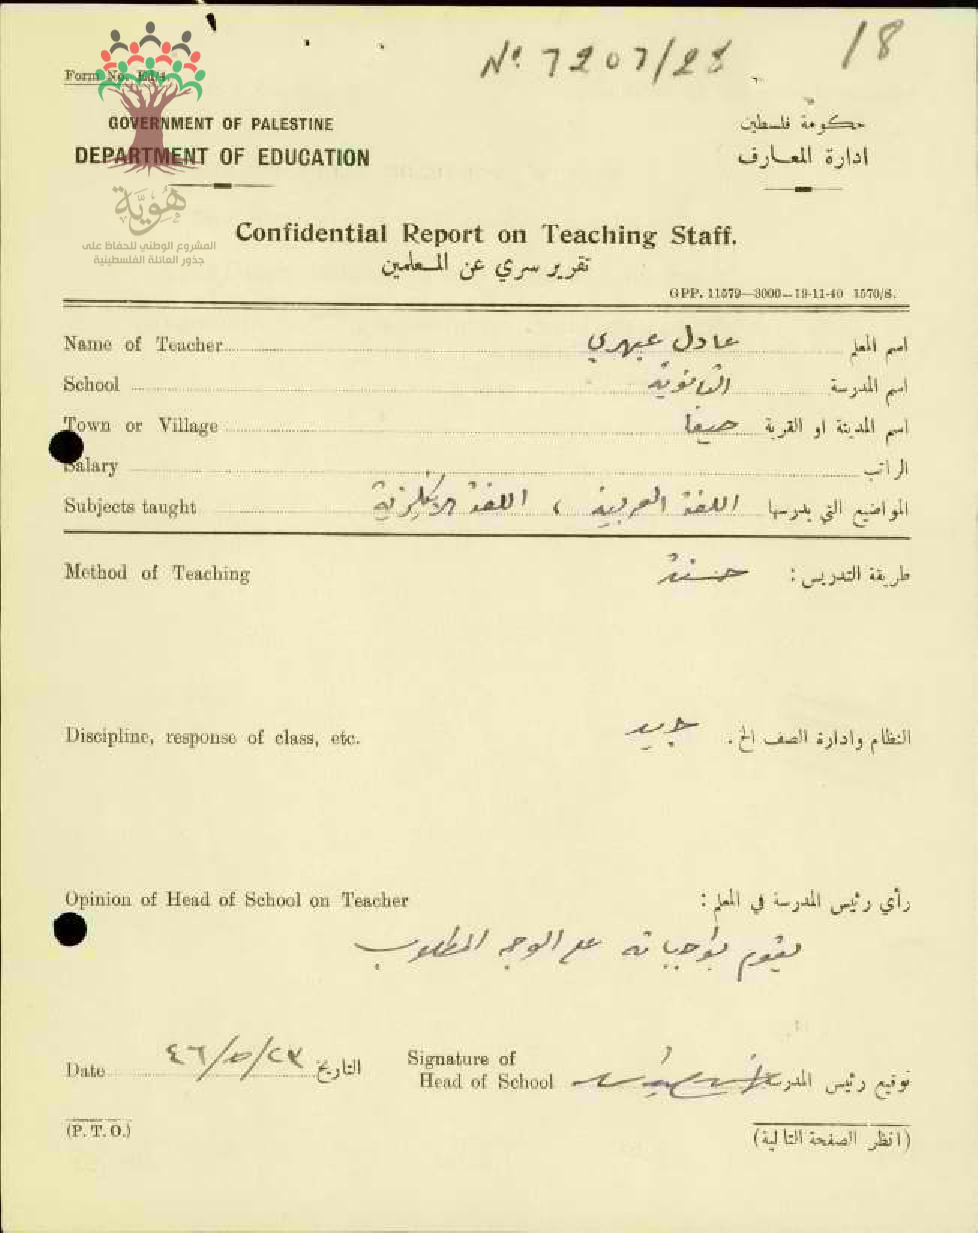 Nº 7207/23
18
Form No. Ed/4.
GOVERNMENT OF PALESTINE
حكومة فلسطين
DEPARTMENT OF EDUCATION
ادارة المعارف
هُوِيَّة
المشروع الوطني للحفاظ على
جذور العائلة الفلسطينية
Confidential Report on Teaching Staff.
تقرير سري عن المعلمين
GPP. 11579—3000—19-11-40 1570/S.
Name of Teacher عادل عبهري اسم المعلم
School الثانوية اسم المدرسة
Town or Village حيفا اسم المدينة او القرية
Salary الراتب
Subjects taught اللغة العربية ، اللغة الانكليزية المواضيع التي يدرسها
Method of Teaching حسنة طريقة التدريس :
Discipline, response of class, etc. جيد النظام وادارة الصف الخ .
Opinion of Head of School on Teacher رأي رئيس المدرسة في المعلم :
يقوم بواجباته على الوجه المطلوب
Date ٤٦/٥/٢٣ التاريخ
Signature of
Head of School توقيع رئيس المدرسة
(P. T. O.) (انظر الصفحة التالية)